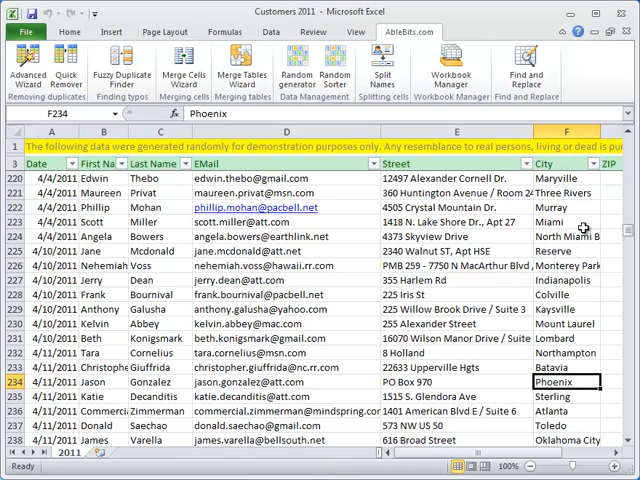 Customers 2011 - Microsoft Excel
File Home Insert Page Layout Formulas Data Review View AbleBits.com
Advanced Wizard Quick Remover Fuzzy Duplicate Finder Merge Cells Wizard Merge Tables Wizard Random generator Random Sorter Split Names Workbook Manager Find and Replace
Removing duplicates Finding typos Merging cells Data Management Splitting cells Workbook Manager
F234 fx Phoenix
A B C D E F
1 The following data were generated randomly for demonstration purposes only. Any resemblance to real persons, living or dead is pur
3 Date First Na Last Name EMail Street City ZIP
220 4/4/2011 Edwin Thebo edwin.thebo@gmail.com 12497 Alexander Cornell Dr. Maryville
221 4/4/2011 Maureen Privat maureen.privat@msn.com 360 Huntington Avenue / Room 24 Three Rivers
222 4/4/2011 Phillip Mohan phillip.mohan@pacbell.net 4505 Crystal Mountain Dr. Murray
223 4/4/2011 Scott Miller scott.miller@att.com 1418 N. Lake Shore Dr., Apt 27 Miami
224 4/4/2011 Angela Bowers angela.bowers@earthlink.net 4373 Skyview Drive North Miami B
225 4/10/2011 Jane Mcdonald jane.mcdonald@att.net 2340 Walnut St, Apt HSE Reserve
226 4/10/2011 Nehemiah Voss nehemiah.voss@hawaii.rr.com PMB 259 - 7750 N MacArthur Blvd , Monterey Park
227 4/10/2011 Jerry Dean jerry.dean@att.com 355 Harlem Rd Indianapolis
228 4/10/2011 Frank Bournival frank.bournival@pacbell.net 225 Iris St Colville
229 4/10/2011 Anthony Galusha anthony.galusha@yahoo.com 225 Willow Brook Drive / Suite 3 Kaysville
230 4/10/2011 Kelvin Abbey kelvin.abbey@mac.com 255 Alexander Street Mount Laurel
231 4/10/2011 Beth Konigsmark beth.konigsmark@gmail.com 16070 Wilson Manor Drive / Suite Lombard
232 4/11/2011 Tara Cornelius tara.cornelius@mac.com 8 Holland Northampton
233 4/11/2011 Christophe Giuffrida christopher.giuffrida@nc.rr.com 22633 Upperville Hgts Batavia
234 4/11/2011 Jason Gonzalez jason.gonzalez@att.com PO Box 970 Phoenix
235 4/11/2011 Katie Decanditis katie.decanditis@pacbell.com 1515 S. Glendora Ave Sterling
236 4/11/2011 Commercia Zimmerman commercial.zimmerman@mindspring.com 1401 American Blvd E / Suite 6 Atlanta
237 4/11/2011 Donald Saechao donald.saechao@gmail.com 573 NW US 50 Toledo
238 4/11/2011 James Varella james.varella@bellsouth.net 616 Broad Street Oklahoma City
2011
Ready 100%